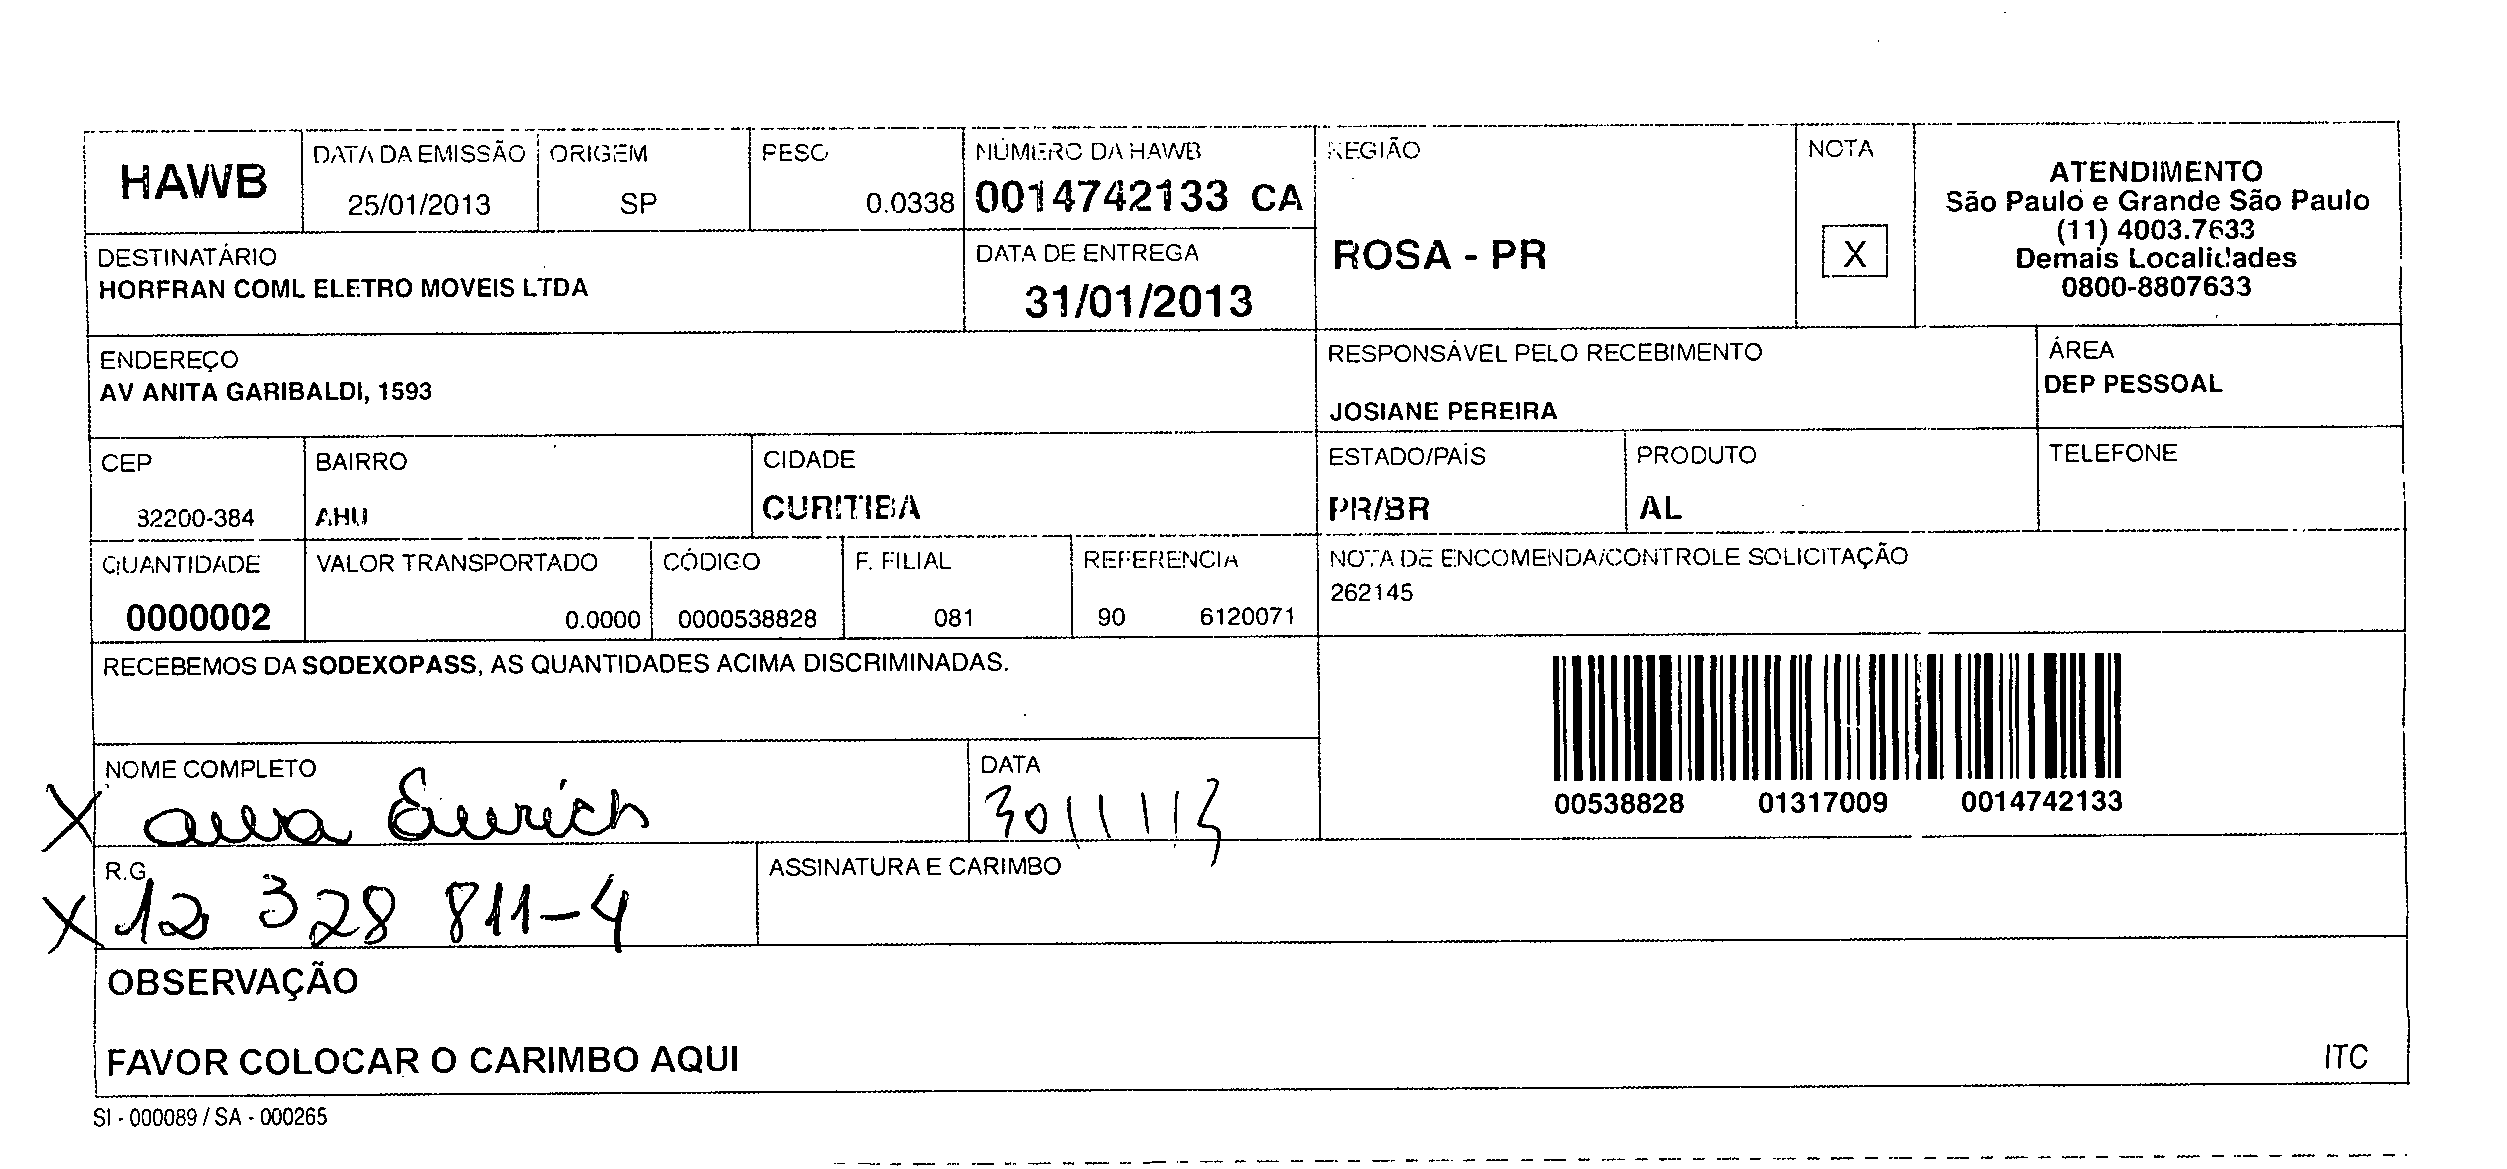 HAWB
DATA DA EMISSÃO
25/01/2013
ORIGEM
SP
PESO
0.0338
NÚMERO DA HAWB
0014742133 CA
REGIÃO
ROSA - PR
NOTA
X
ATENDIMENTO
São Paulo e Grande São Paulo
(11) 4003.7633
Demais Localidades
0800-8807633
DESTINATÁRIO
HORFRAN COML ELETRO MOVEIS LTDA
DATA DE ENTREGA
31/01/2013
ENDEREÇO
AV ANITA GARIBALDI, 1593
RESPONSÁVEL PELO RECEBIMENTO
JOSIANE PEREIRA
ÁREA
DEP PESSOAL
CEP
82200-384
BAIRRO
AHU
CIDADE
CURITIBA
ESTADO/PAÍS
PR/BR
PRODUTO
AL
TELEFONE
QUANTIDADE
0000002
VALOR TRANSPORTADO
0.0000
CÓDIGO
0000538828
F. FILIAL
081
REFERENCIA
90 6120071
NOTA DE ENCOMENDA/CONTROLE SOLICITAÇÃO
262145
RECEBEMOS DA SODEXOPASS, AS QUANTIDADES ACIMA DISCRIMINADAS.
00538828 01317009 0014742133
NOME COMPLETO
X
DATA
30/1/13
R.G.
X 12 328 811-4
ASSINATURA E CARIMBO
OBSERVAÇÃO
FAVOR COLOCAR O CARIMBO AQUI
ITC
SI - 000089 / SA - 000265